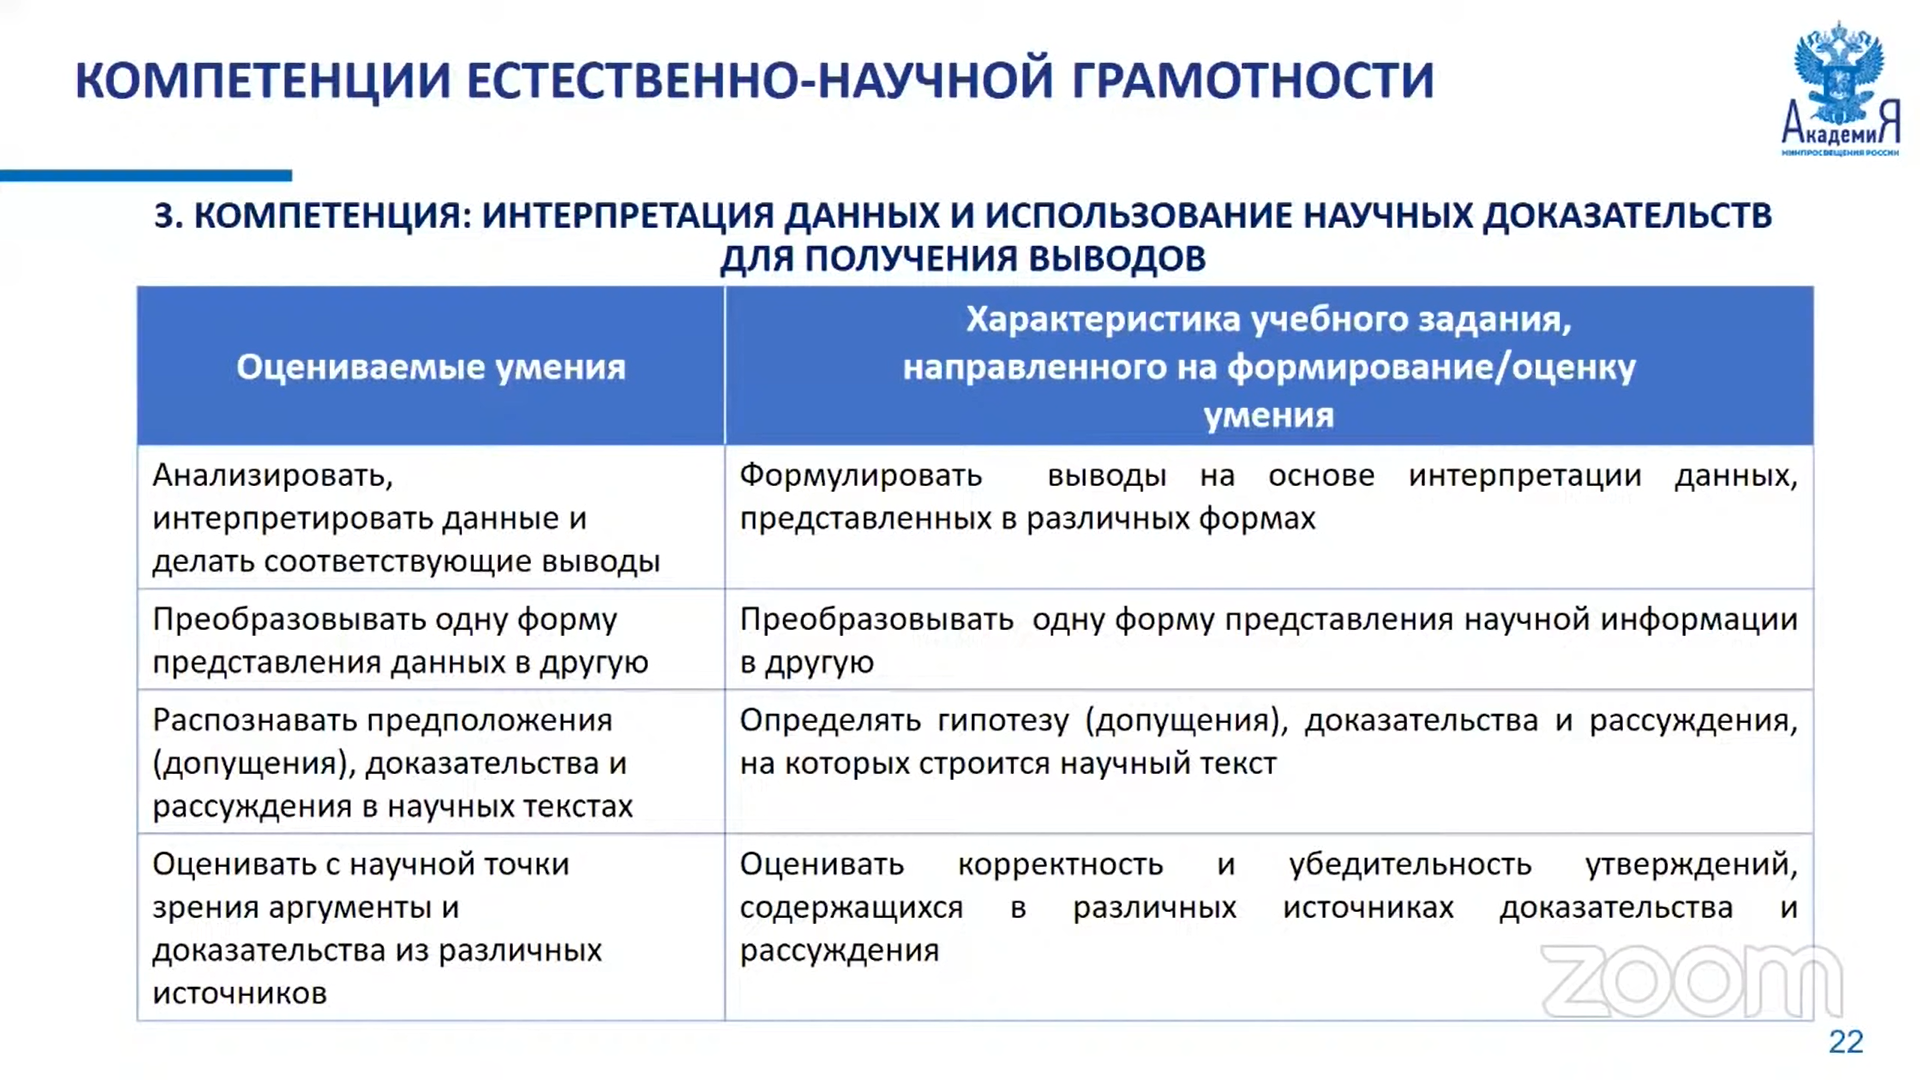 КОМПЕТЕНЦИИ ЕСТЕСТВЕННО-НАУЧНОЙ ГРАМОТНОСТИ
АкадемиЯ
МИНПРОСВЕЩЕНИЯ РОССИИ
3. КОМПЕТЕНЦИЯ: ИНТЕРПРЕТАЦИЯ ДАННЫХ И ИСПОЛЬЗОВАНИЕ НАУЧНЫХ ДОКАЗАТЕЛЬСТВ
ДЛЯ ПОЛУЧЕНИЯ ВЫВОДОВ
Оцениваемые умения
Характеристика учебного задания,
направленного на формирование/оценку
умения
Анализировать,
интерпретировать данные и
делать соответствующие выводы
Формулировать выводы на основе интерпретации данных,
представленных в различных формах
Преобразовывать одну форму
представления данных в другую
Преобразовывать одну форму представления научной информации
в другую
Распознавать предположения
(допущения), доказательства и
рассуждения в научных текстах
Определять гипотезу (допущения), доказательства и рассуждения,
на которых строится научный текст
Оценивать с научной точки
зрения аргументы и
доказательства из различных
источников
Оценивать корректность и убедительность утверждений,
содержащихся в различных источниках доказательства и
рассуждения
zoom
22